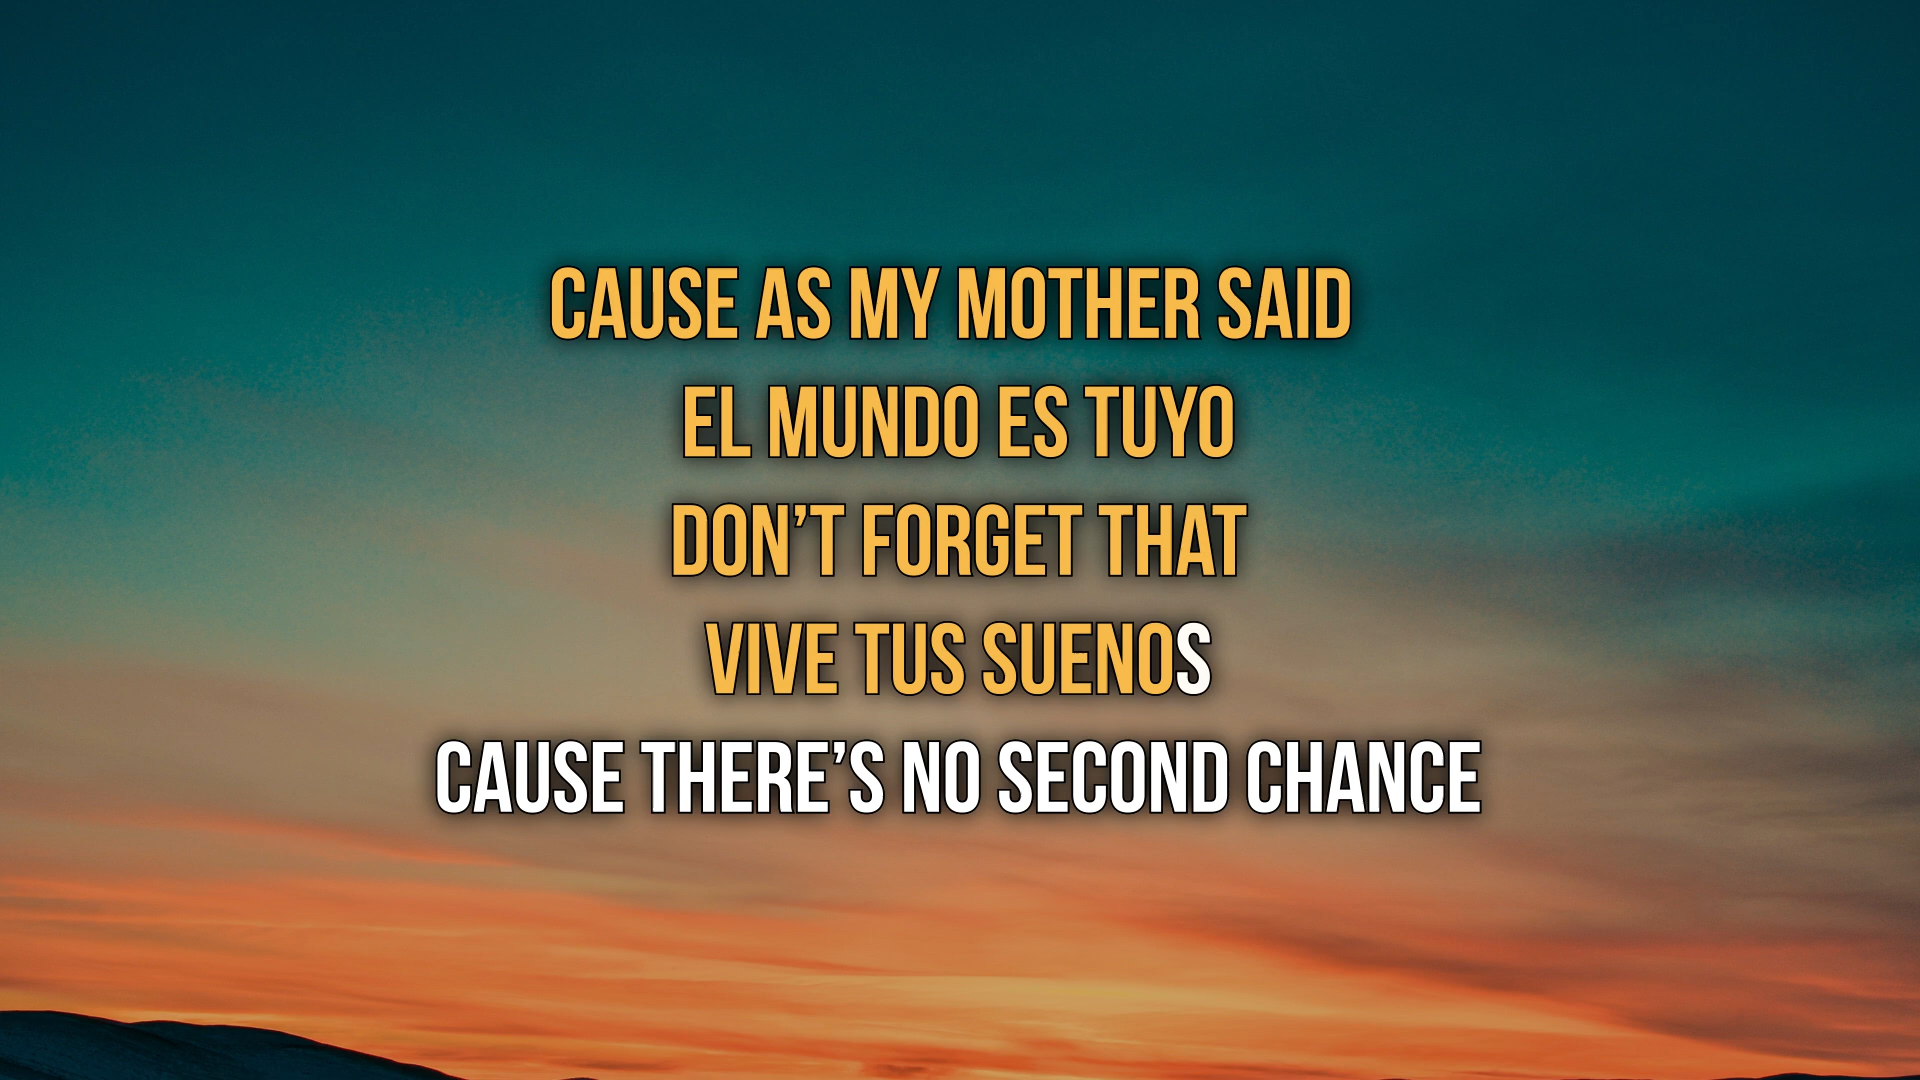 CAUSE AS MY MOTHER SAID
EL MUNDO ES TUYO
DON’T FORGET THAT
VIVE TUS SUENOS
CAUSE THERE’S NO SECOND CHANCE